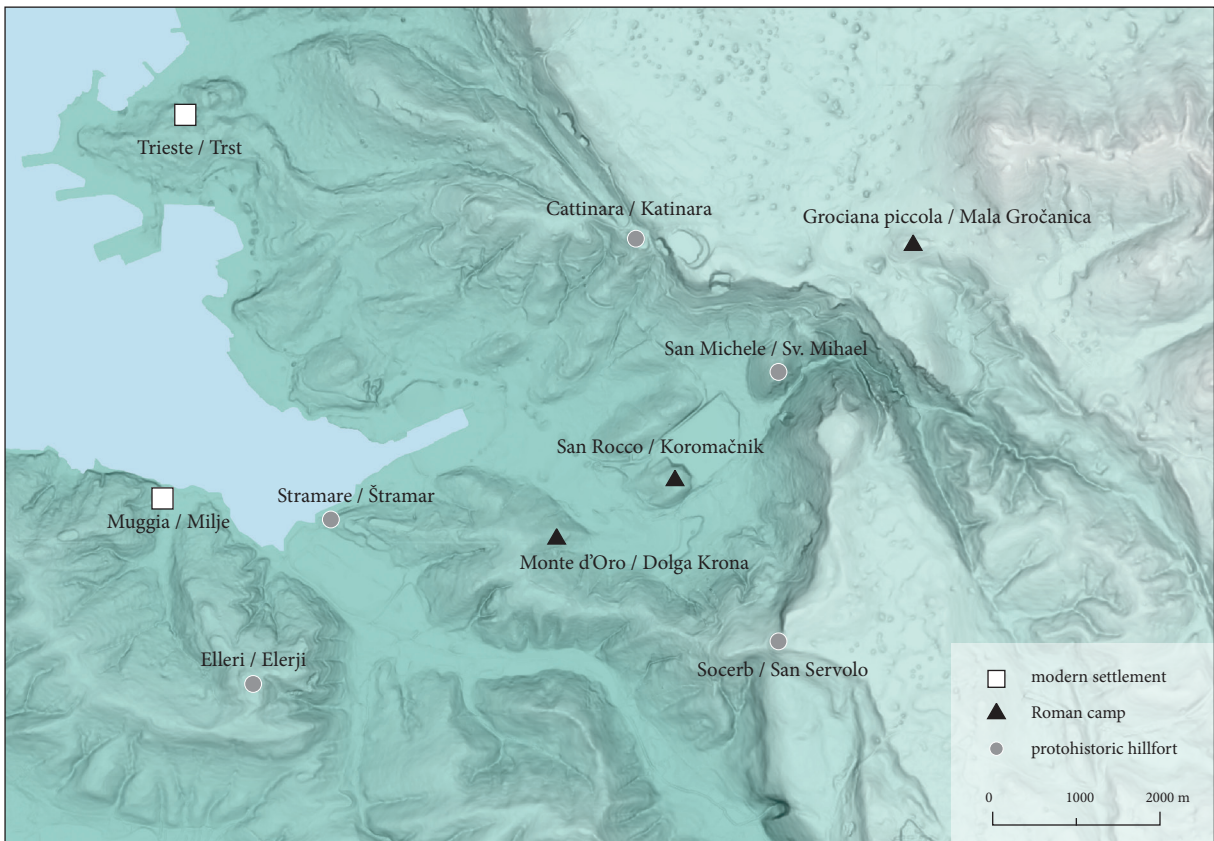 Trieste / Trst
Cattinara / Katinara
Grociana piccola / Mala Gročanica
San Michele / Sv. Mihael
San Rocco / Koromačnik
Stramare / Štramar
Muggia / Milje
Monte d'Oro / Dolga Krona
Elleri / Elerji
Socerb / San Servolo
modern settlement
Roman camp
protohistoric hillfort
0 1000 2000 m